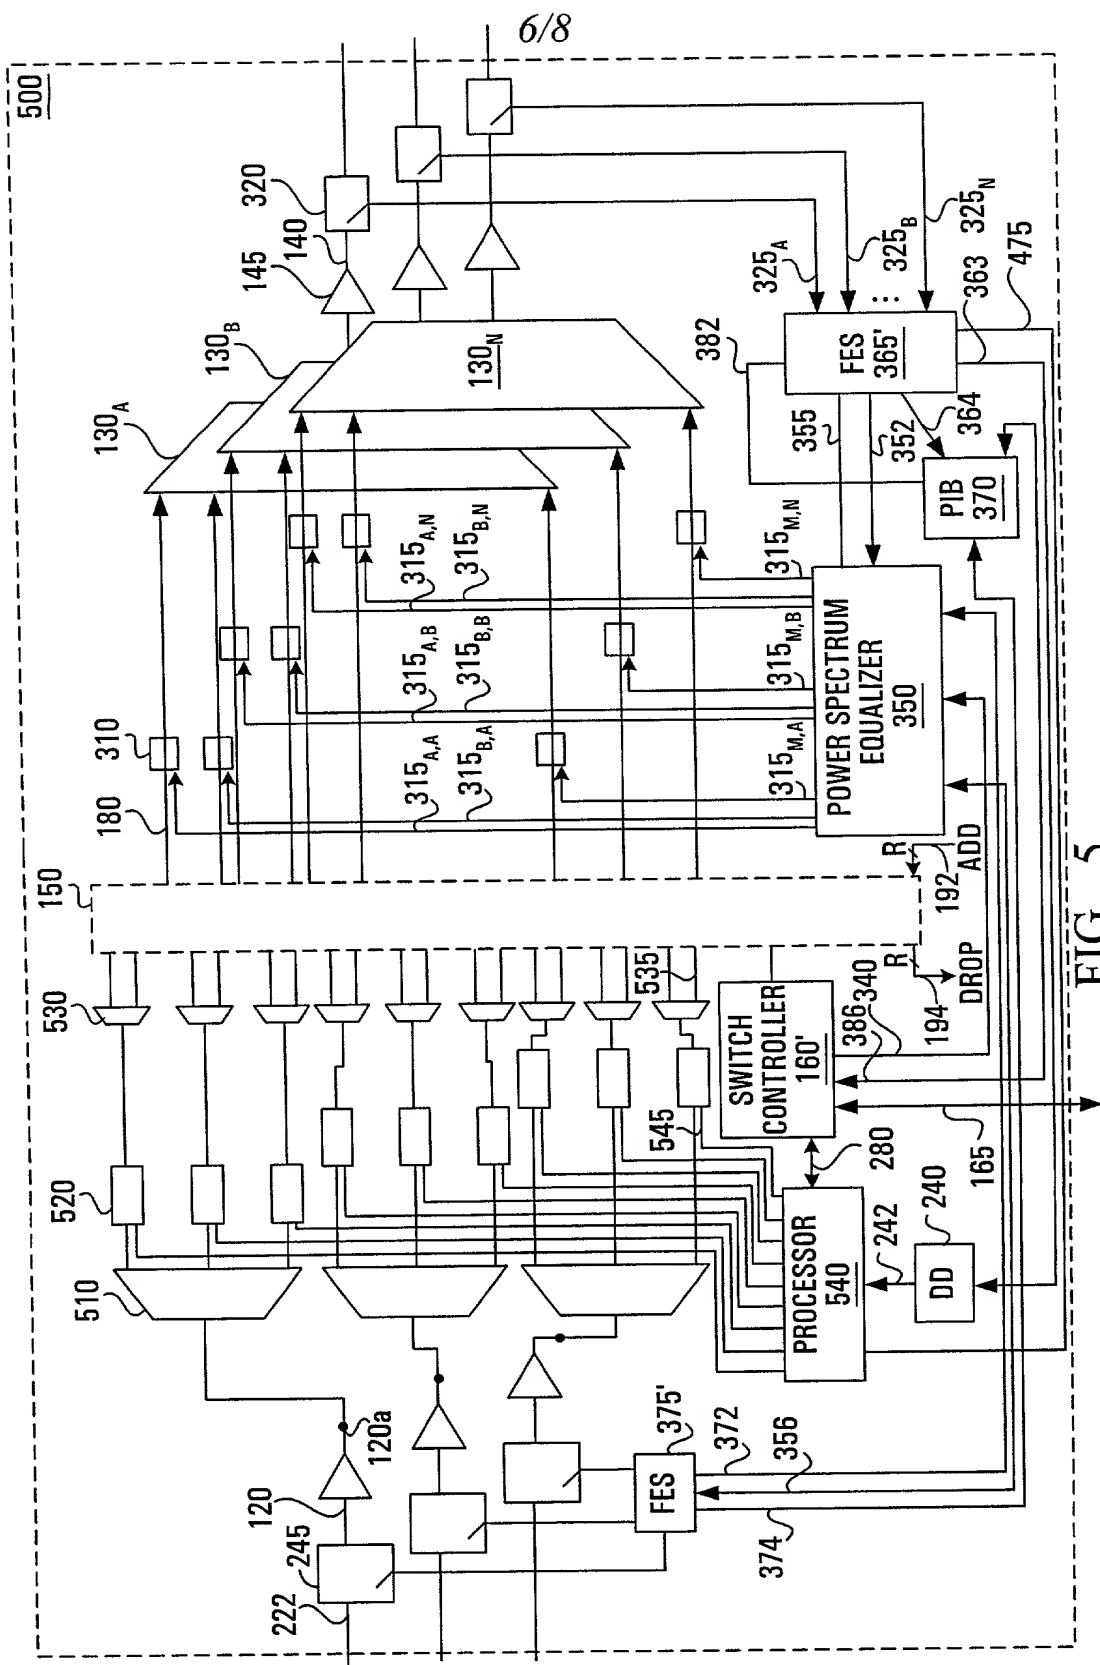 6/8
500
222
245
120
120a
510
520
530
150
180
310
130A
130B
130N
145
140
320
315A,A
315B,A
315A,B
315B,B
315A,N
315B,N
315M,A
315M,B
315M,N
325A
325B
325N
...
FES
365'
382
355
352
364
363
475
PIB
370
POWER SPECTRUM
EQUALIZER
350
R
192
ADD
R
194
DROP
535
545
SWITCH
CONTROLLER
160'
386
340
280
165
PROCESSOR
540
242
240
DD
FES
375'
372
356
374
FIG. 5